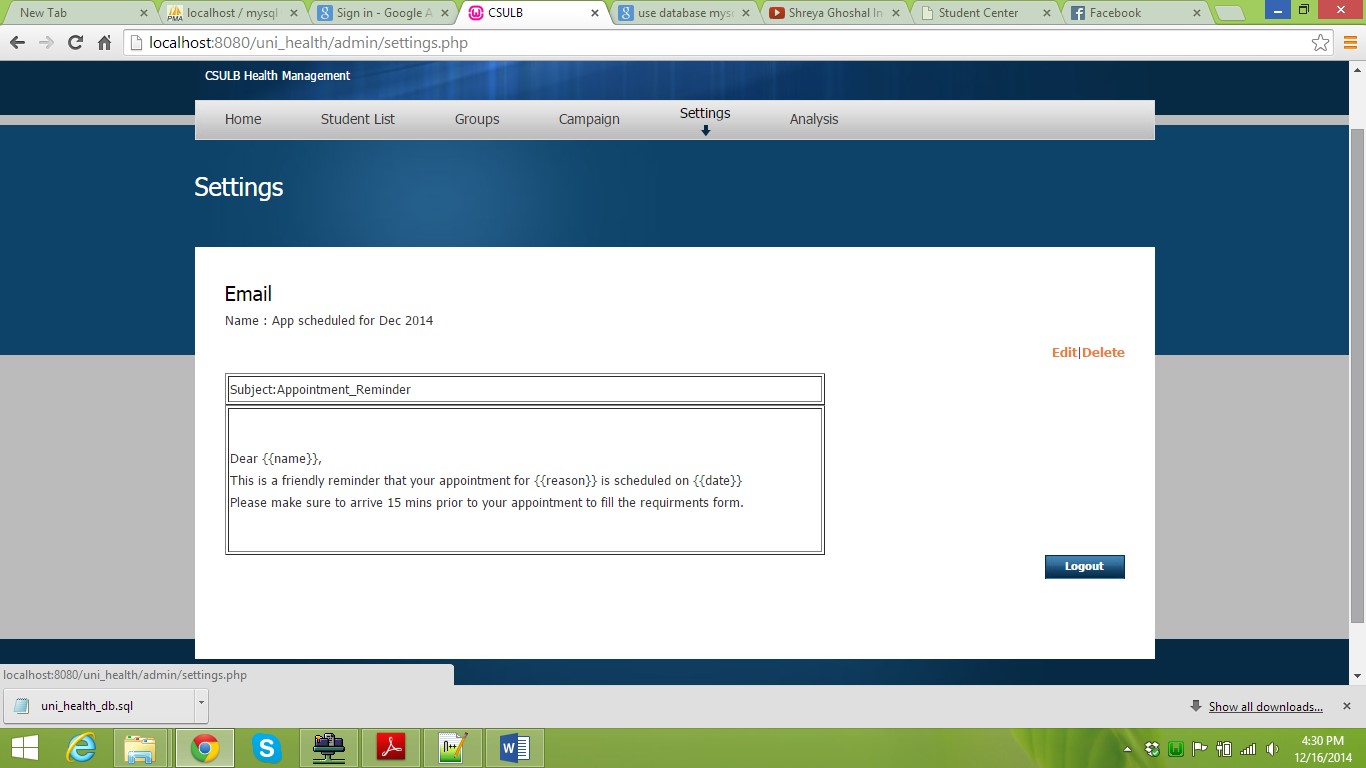 New Tab
localhost / mysql
Sign in - Google A
CSULB
use database myso
Shreya Ghoshal In
Student Center
Facebook
localhost:8080/uni_health/admin/settings.php
CSULB Health Management
Home
Student List
Groups
Campaign
Settings
Analysis
Settings
Email
Name : App scheduled for Dec 2014
Edit|Delete
Subject:Appointment_Reminder
Dear {{name}},
This is a friendly reminder that your appointment for {{reason}} is scheduled on {{date}}
Please make sure to arrive 15 mins prior to your appointment to fill the requirments form.
Logout
localhost:8080/uni_health/admin/settings.php
uni_health_db.sql
Show all downloads...
4:30 PM
12/16/2014